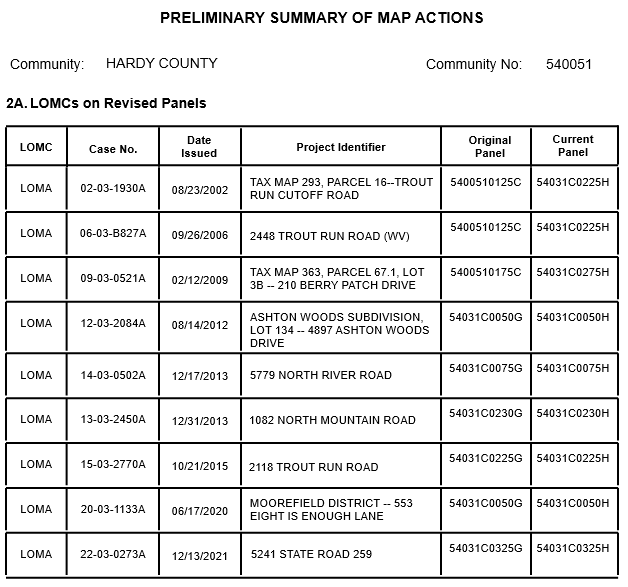 PRELIMINARY SUMMARY OF MAP ACTIONS
Community: HARDY COUNTY Community No: 540051
2A. LOMCs on Revised Panels
LOMC Case No. Date Issued Project Identifier Original Panel Current Panel
LOMA 02-03-1930A 08/23/2002 TAX MAP 293, PARCEL 16--TROUT 5400510125C 54031C0225H
RUN CUTOFF ROAD
LOMA 06-03-B827A 09/26/2006 2448 TROUT RUN ROAD (WV) 5400510125C 54031C0225H
LOMA 09-03-0521A 02/12/2009 TAX MAP 363, PARCEL 67.1, LOT 5400510175C 54031C0275H
3B -- 210 BERRY PATCH DRIVE
LOMA 12-03-2084A 08/14/2012 ASHTON WOODS SUBDIVISION, 54031C0050G 54031C0050H
LOT 134 -- 4897 ASHTON WOODS
DRIVE
LOMA 14-03-0502A 12/17/2013 5779 NORTH RIVER ROAD 54031C0075G 54031C0075H
LOMA 13-03-2450A 12/31/2013 1082 NORTH MOUNTAIN ROAD 54031C0230G 54031C0230H
LOMA 15-03-2770A 10/21/2015 2118 TROUT RUN ROAD 54031C0225G 54031C0225H
LOMA 20-03-1133A 06/17/2020 MOOREFIELD DISTRICT -- 553 54031C0050G 54031C0050H
EIGHT IS ENOUGH LANE
LOMA 22-03-0273A 12/13/2021 5241 STATE ROAD 259 54031C0325G 54031C0325H